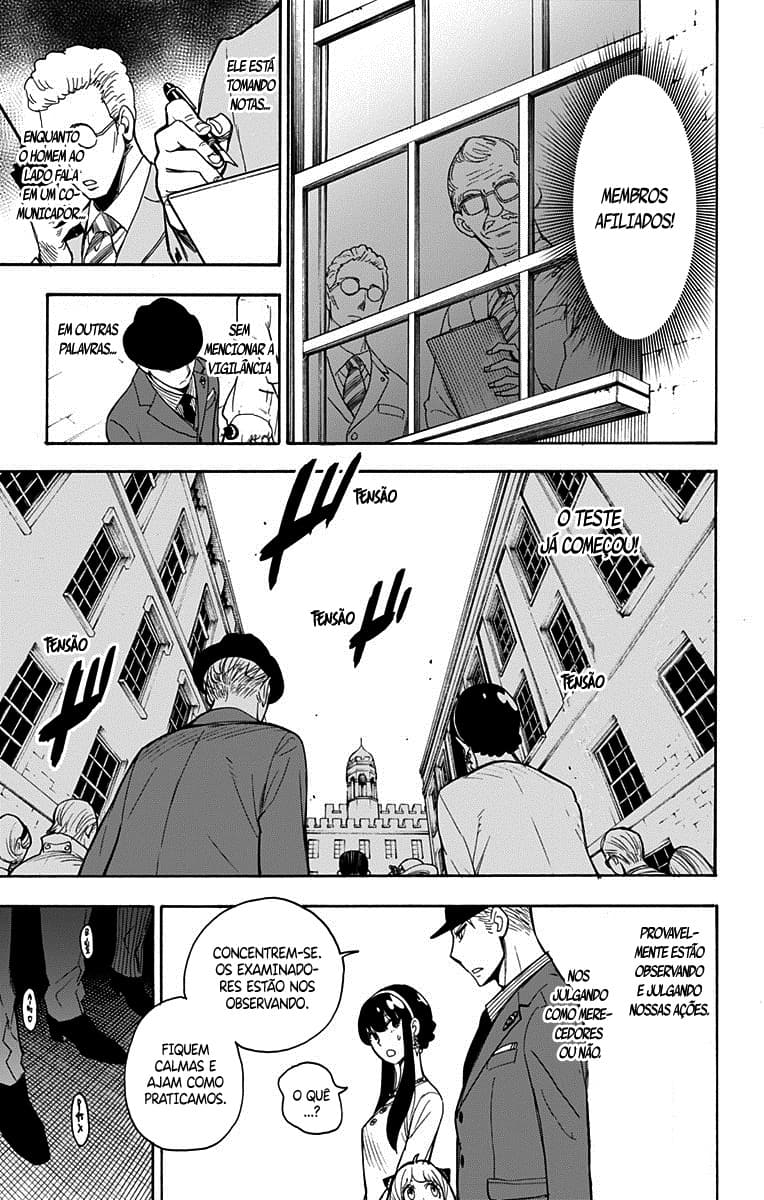 MEMBROS
AFILIADOS!
ELE ESTÁ
TOMANDO
NOTAS...
ENQUANTO
O HOMEM AO
LADO FALA
EM UM CO-
MUNICADOR...
SEM
MENCIONAR A
VIGILÂNCIA
EM OUTRAS
PALAVRAS...
O TESTE
JÁ COMEÇOU!
TENSÃO
TENSÃO
TENSÃO
TENSÃO
PROVAVEL-
MENTE ESTÃO
OBSERVANDO
E JULGANDO
NOSSAS AÇÕES.
NOS
JULGANDO
COMO MERE-
CEDORES
OU NÃO.
CONCENTREM-SE.
OS EXAMINADO-
RES ESTÃO NOS
OBSERVANDO.
FIQUEM
CALMAS E
AJAM COMO
PRATICAMOS.
O QUÊ
...?